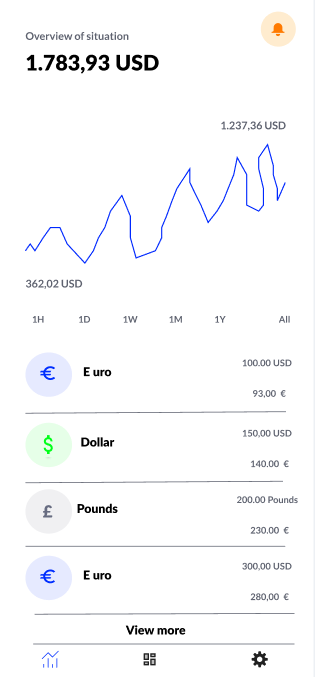 Overview of situation
1.783,93 USD
1.237,36 USD
362,02 USD
1H 1D 1W 1M 1Y All
€ E uro 100.00 USD
93,00 €
$ Dollar 150,00 USD
140.00 €
£ Pounds 200.00 Pounds
230.00 €
€ E uro 300,00 USD
280,00 €
View more